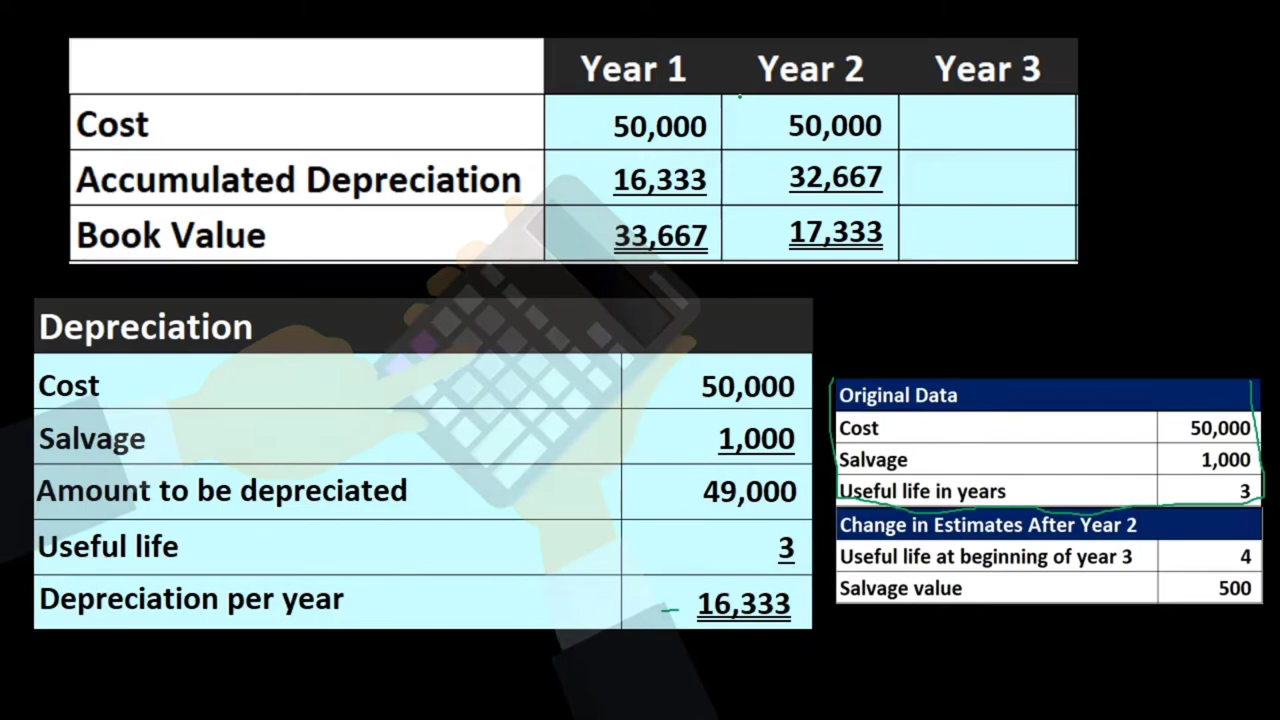 Year 1 Year 2 Year 3
Cost 50,000 50,000
Accumulated Depreciation 16,333 32,667
Book Value 33,667 17,333
Depreciation
Cost 50,000
Salvage 1,000
Amount to be depreciated 49,000
Useful life 3
Depreciation per year 16,333
Original Data
Cost 50,000
Salvage 1,000
Useful life in years 3
Change in Estimates After Year 2
Useful life at beginning of year 3 4
Salvage value 500